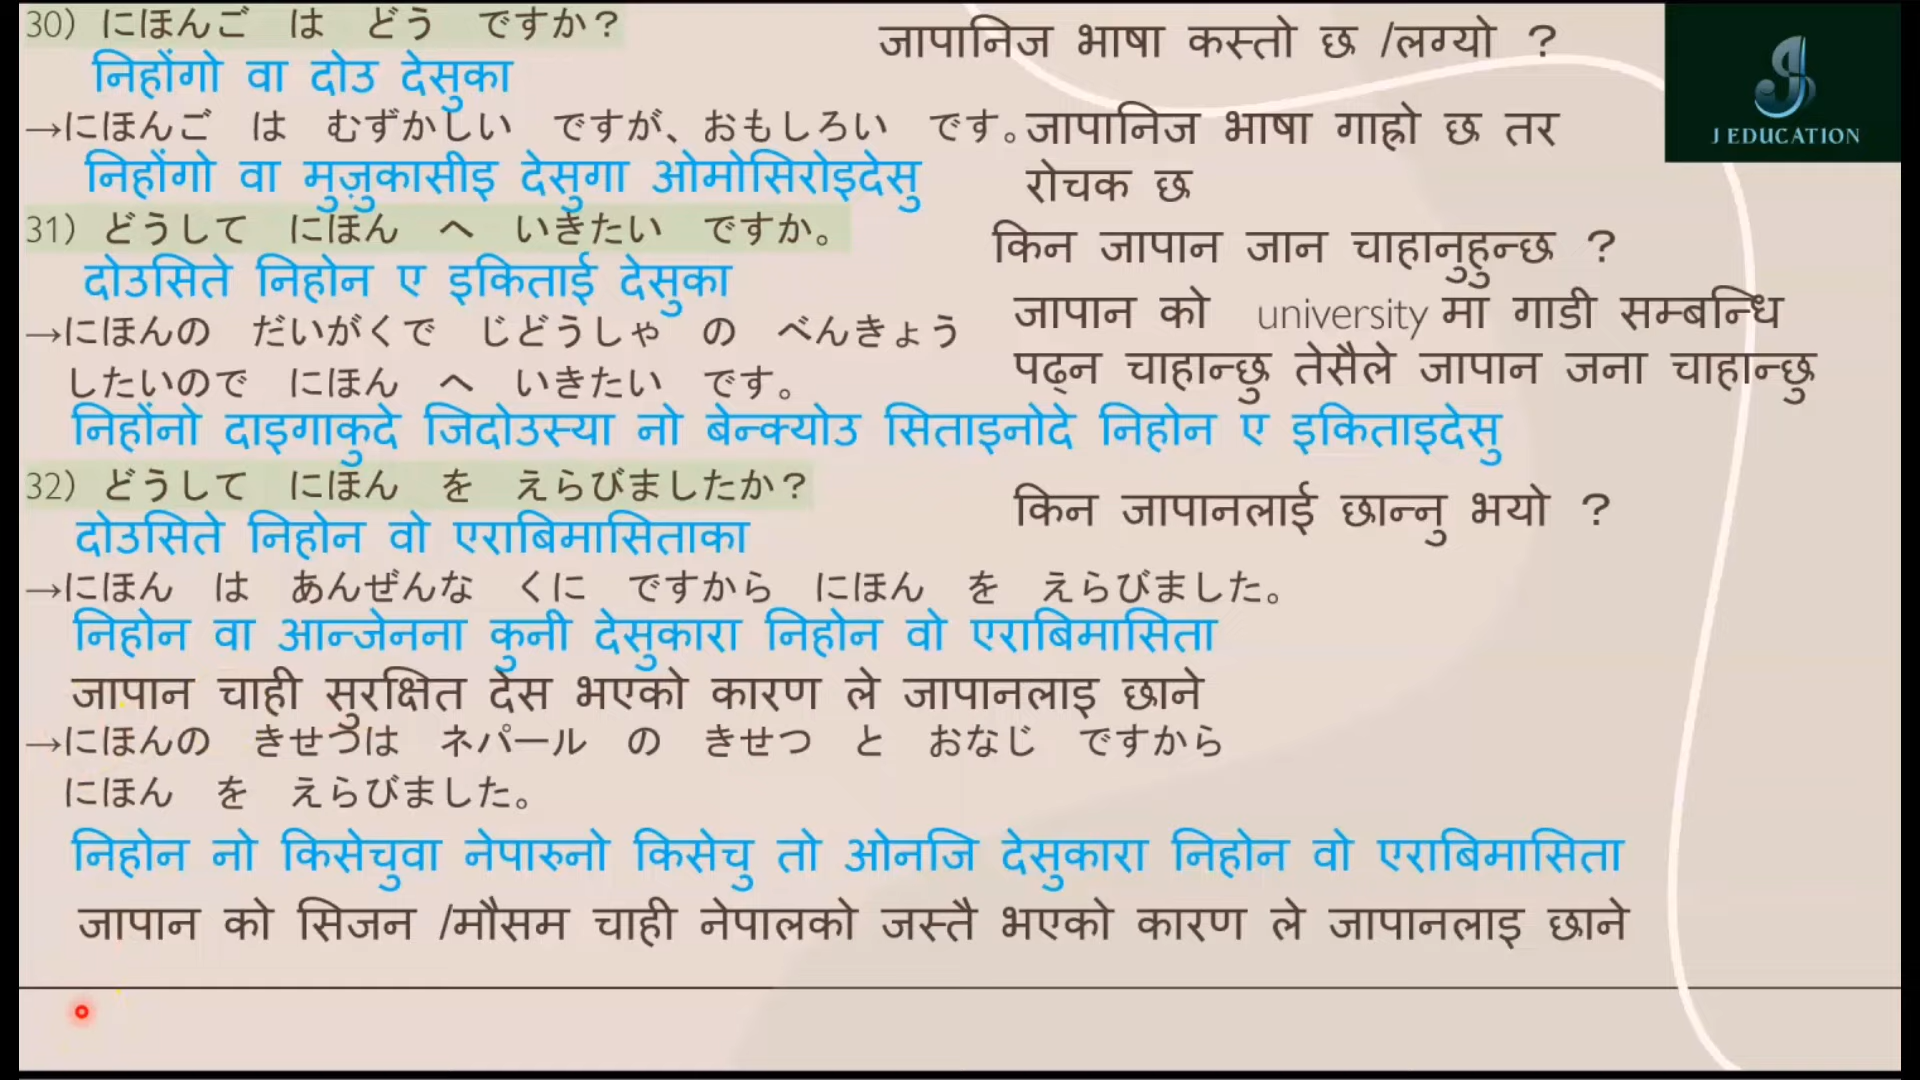 30）にほんご　は　どう　ですか？
जापानिज भाषा कस्तो छ /लग्यो ?
निहोंगो वा दोउ देसुका
→にほんご　は　むずかしい　ですが、おもしろい　です。
जापानिज भाषा गाह्रो छ तर
रोचक छ
निहोंगो वा मुज़ुकासीइ देसुगा ओमोसिरोइदेसु
31）どうして　にほん　へ　いきたい　ですか。
किन जापान जान चाहानुहुन्छ ?
दोउसिते निहोन ए इकिताई देसुका
→にほんの　だいがくで　じどうしゃ　の　べんきょう
したいので　にほん　へ　いきたい　です。
जापान को university मा गाडी सम्बन्धि
पढ्न चाहान्छु तेसैले जापान जना चाहान्छु
निहोंनो दाइगाकुदे जिदोउस्या नो बेन्क्योउ सिताइनोदे निहोन ए इकिताइदेसु
32）どうして　にほん　を　えらびましたか？
किन जापानलाई छान्नु भयो ?
दोउसिते निहोन वो एराबिमासिताका
→にほん　は　あんぜんな　くに　ですから　にほん　を　えらびました。
निहोन वा आन्जेनना कुनी देसुकारा निहोन वो एराबिमासिता
जापान चाही सुरक्षित देस भएको कारण ले जापानलाइ छाने
→にほんの　きせつは　ネパール　の　きせつ　と　おなじ　ですから
にほん　を　えらびました。
निहोन नो किसेचुवा नेपारुनो किसेचु तो ओनजि देसुकारा निहोन वो एराबिमासिता
जापान को सिजन /मौसम चाही नेपालको जस्तै भएको कारण ले जापानलाइ छाने
J EDUCATION